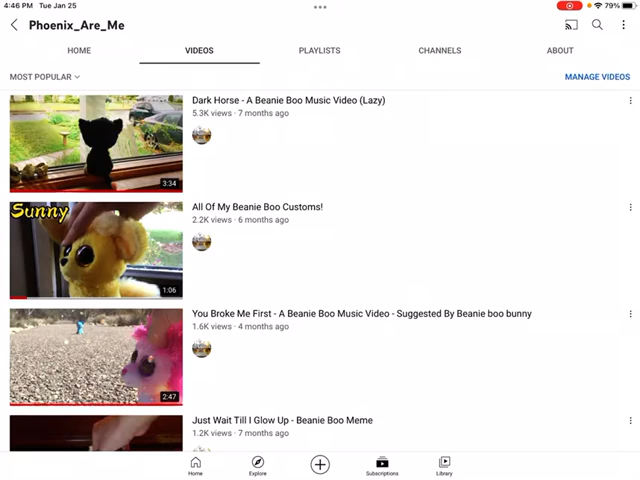 4:46 PM Tue Jan 25
79%
Phoenix_Are_Me
HOME VIDEOS PLAYLISTS CHANNELS ABOUT
MOST POPULAR MANAGE VIDEOS
Dark Horse - A Beanie Boo Music Video (Lazy)
5.3K views · 7 months ago
3:34
Sunny
All Of My Beanie Boo Customs!
2.2K views · 6 months ago
1:06
You Broke Me First - A Beanie Boo Music Video - Suggested By Beanie boo bunny
1.6K views · 4 months ago
2:47
Just Wait Till I Glow Up - Beanie Boo Meme
1.2K views · 7 months ago
Home Explore Subscriptions Library